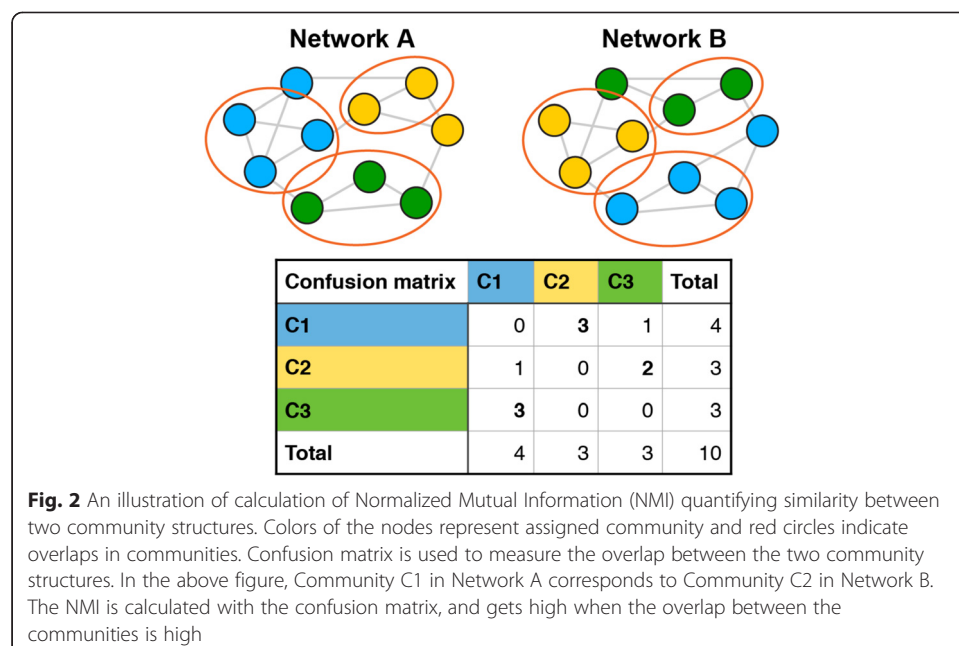 Network A Network B
Confusion matrix C1 C2 C3 Total
C1 0 3 1 4
C2 1 0 2 3
C3 3 0 0 3
Total 4 3 3 10
Fig. 2 An illustration of calculation of Normalized Mutual Information (NMI) quantifying similarity between
two community structures. Colors of the nodes represent assigned community and red circles indicate
overlaps in communities. Confusion matrix is used to measure the overlap between the two community
structures. In the above figure, Community C1 in Network A corresponds to Community C2 in Network B.
The NMI is calculated with the confusion matrix, and gets high when the overlap between the
communities is high